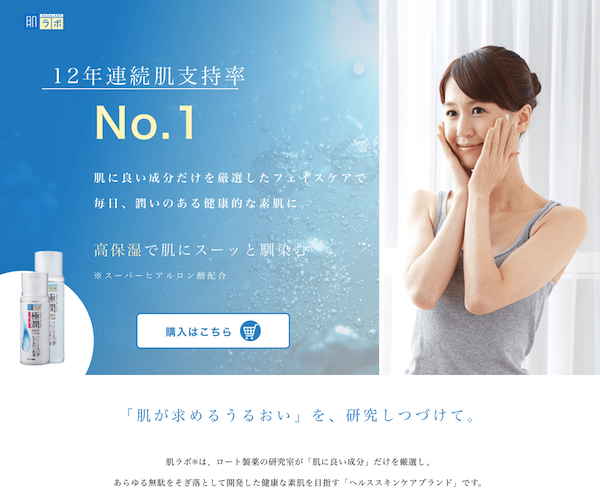 肌ラボ
12年連続肌支持率
No.1
肌に良い成分だけを厳選したフェイスケアで
毎日、潤いのある健康的な素肌に。
高保湿で肌にスーッと馴染む
※スーパーヒアルロン酸配合
極潤
購入はこちら
「肌が求めるうるおい」を、研究しつづけて。
肌ラボ®は、ロート製薬の研究室が「肌に良い成分」だけを厳選し、
あらゆる無駄をそぎ落として開発した健康な素肌を目指す「ヘルススキンケアブランド」です。